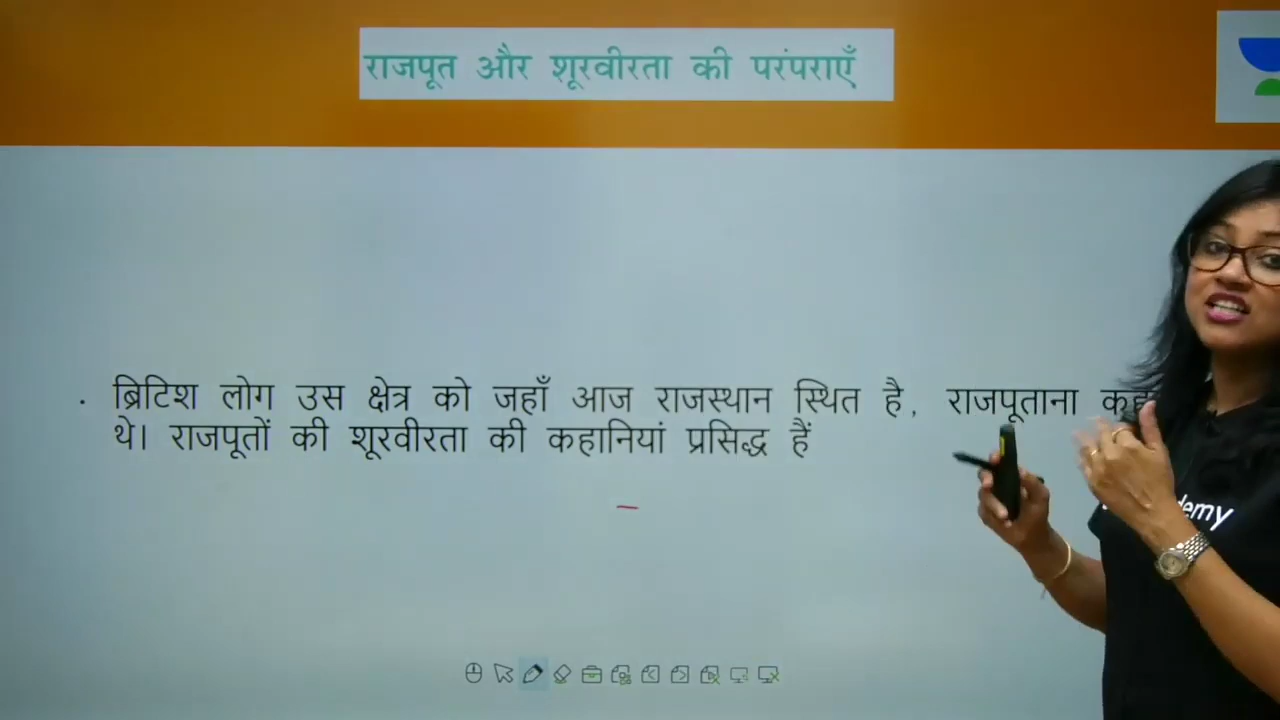 राजपूत और शूरवीरता की परंपराएँ
ब्रिटिश लोग उस क्षेत्र को जहाँ आज राजस्थान स्थित है, राजपूताना
थे। राजपूतों की शूरवीरता की कहानियां प्रसिद्ध हैं